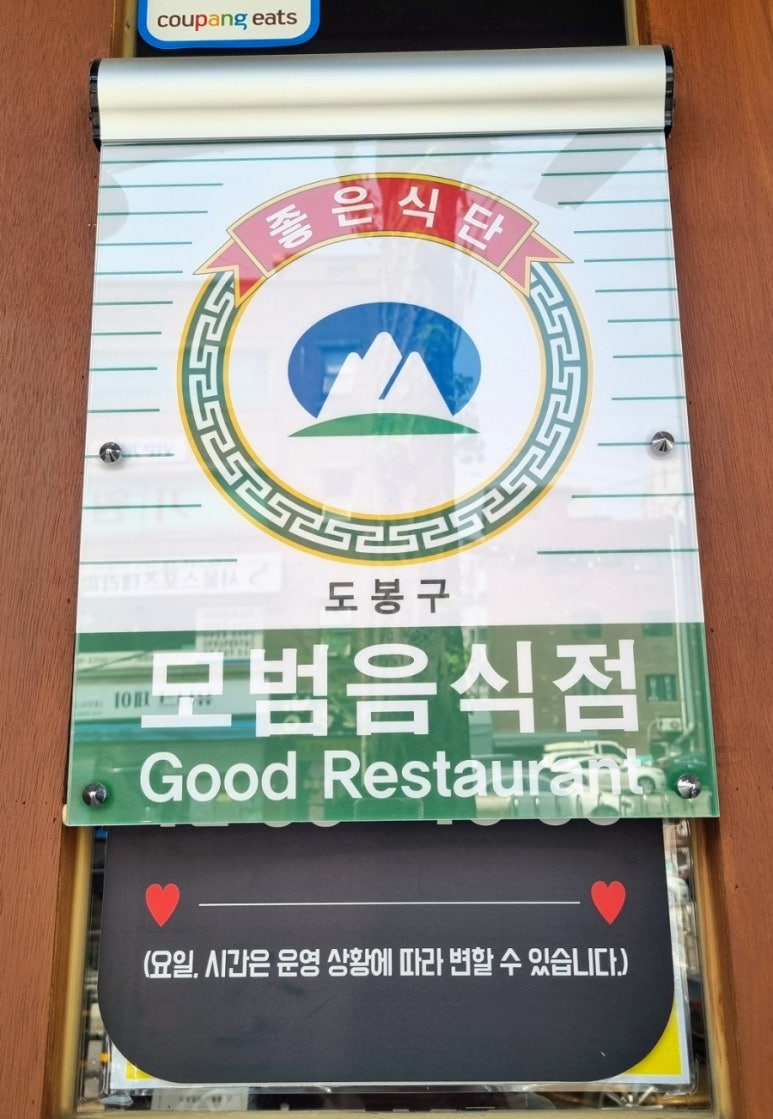 coupang eats
좋은식단
도봉구
모범음식점
Good Restaurant
(요일, 시간은 운영 상황에 따라 변할 수 있습니다.)